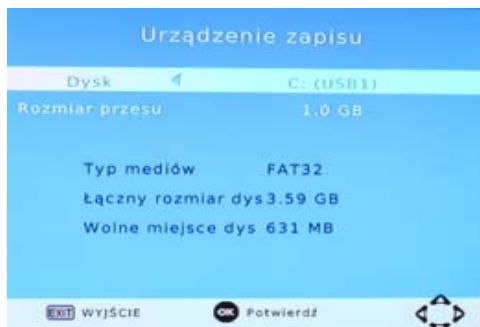 Urządzenie zapisu
Dysk C: (USB1)
Rozmiar przesu 1.0 GB
Typ mediów FAT32
Łączny rozmiar dys 3.59 GB
Wolne miejsce dys 631 MB
EXIT WYJŚCIE OK Potwierdź